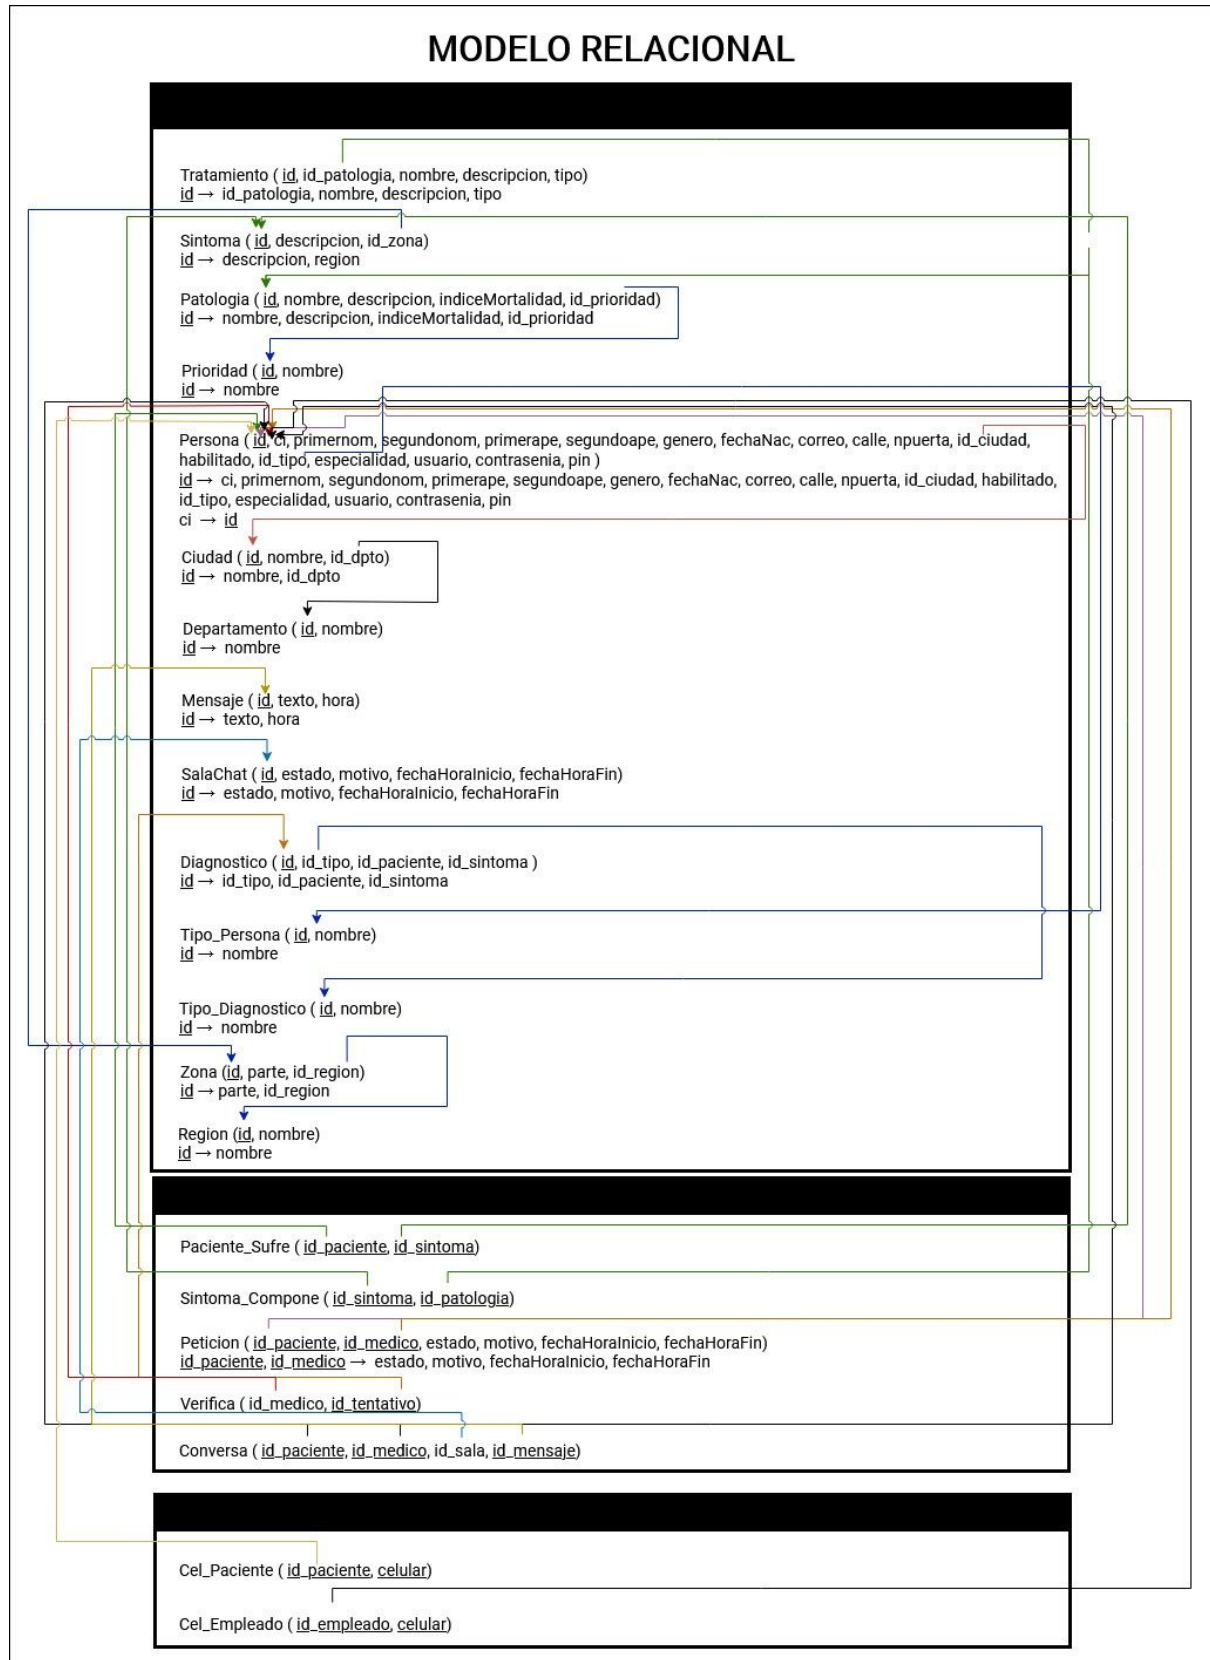 MODELO RELACIONAL
Tratamiento ( id, id_patologia, nombre, descripcion, tipo)
id → id_patologia, nombre, descripcion, tipo
Sintoma ( id, descripcion, id_zona)
id → descripcion, region
Patologia ( id, nombre, descripcion, indiceMortalidad, id_prioridad)
id → nombre, descripcion, indiceMortalidad, id_prioridad
Prioridad ( id, nombre)
id → nombre
Persona ( id, ci, primernom, segundonom, primerape, segundoape, genero, fechaNac, correo, calle, npuerta, id_ciudad,
habilitado, id_tipo, especialidad, usuario, contrasenia, pin )
id → ci, primernom, segundonom, primerape, segundoape, genero, fechaNac, correo, calle, npuerta, id_ciudad, habilitado,
id_tipo, especialidad, usuario, contrasenia, pin
ci → id
Ciudad ( id, nombre, id_dpto)
id → nombre, id_dpto
Departamento ( id, nombre)
id → nombre
Mensaje ( id, texto, hora)
id → texto, hora
SalaChat ( id, estado, motivo, fechaHoraInicio, fechaHoraFin)
id → estado, motivo, fechaHoraInicio, fechaHoraFin
Diagnostico ( id, id_tipo, id_paciente, id_sintoma )
id → id_tipo, id_paciente, id_sintoma
Tipo_Persona ( id, nombre)
id → nombre
Tipo_Diagnostico ( id, nombre)
id → nombre
Zona (id, parte, id_region)
id → parte, id_region
Region (id, nombre)
id → nombre
Paciente_Sufre ( id_paciente, id_sintoma)
Sintoma_Compone ( id_sintoma, id_patologia)
Peticion ( id_paciente, id_medico, estado, motivo, fechaHoraInicio, fechaHoraFin)
id_paciente, id_medico → estado, motivo, fechaHoraInicio, fechaHoraFin
Verifica ( id_medico, id_tentativo)
Conversa ( id_paciente, id_medico, id_sala, id_mensaje)
Cel_Paciente ( id_paciente, celular)
Cel_Empleado ( id_empleado, celular)